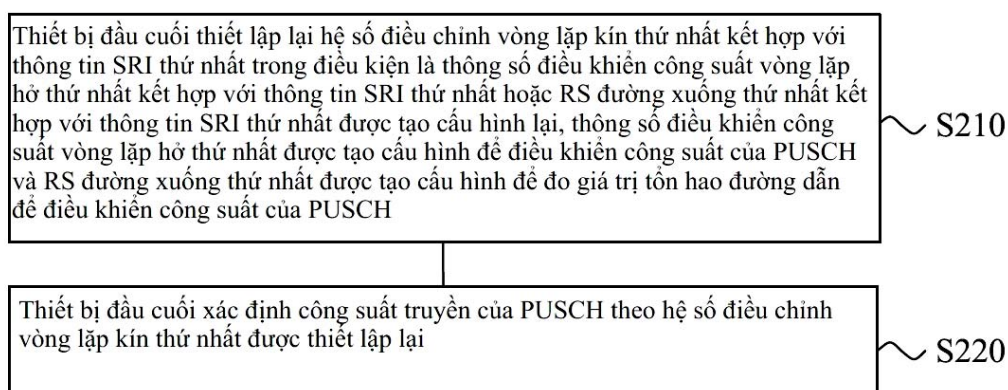 Thiết bị đầu cuối thiết lập lại hệ số điều chỉnh vòng lặp kín thứ nhất kết hợp với
thông tin SRI thứ nhất trong điều kiện là thông số điều khiển công suất vòng lặp
hở thứ nhất kết hợp với thông tin SRI thứ nhất hoặc RS đường xuống thứ nhất kết
hợp với thông tin SRI thứ nhất được tạo cấu hình lại, thông số điều khiển công
suất vòng lặp hở thứ nhất được tạo cấu hình để điều khiển công suất của PUSCH
và RS đường xuống thứ nhất được tạo cấu hình để đo giá trị tổn hao đường dẫn
để điều khiển công suất của PUSCH
S210
Thiết bị đầu cuối xác định công suất truyền của PUSCH theo hệ số điều chỉnh
vòng lặp kín thứ nhất được thiết lập lại
S220